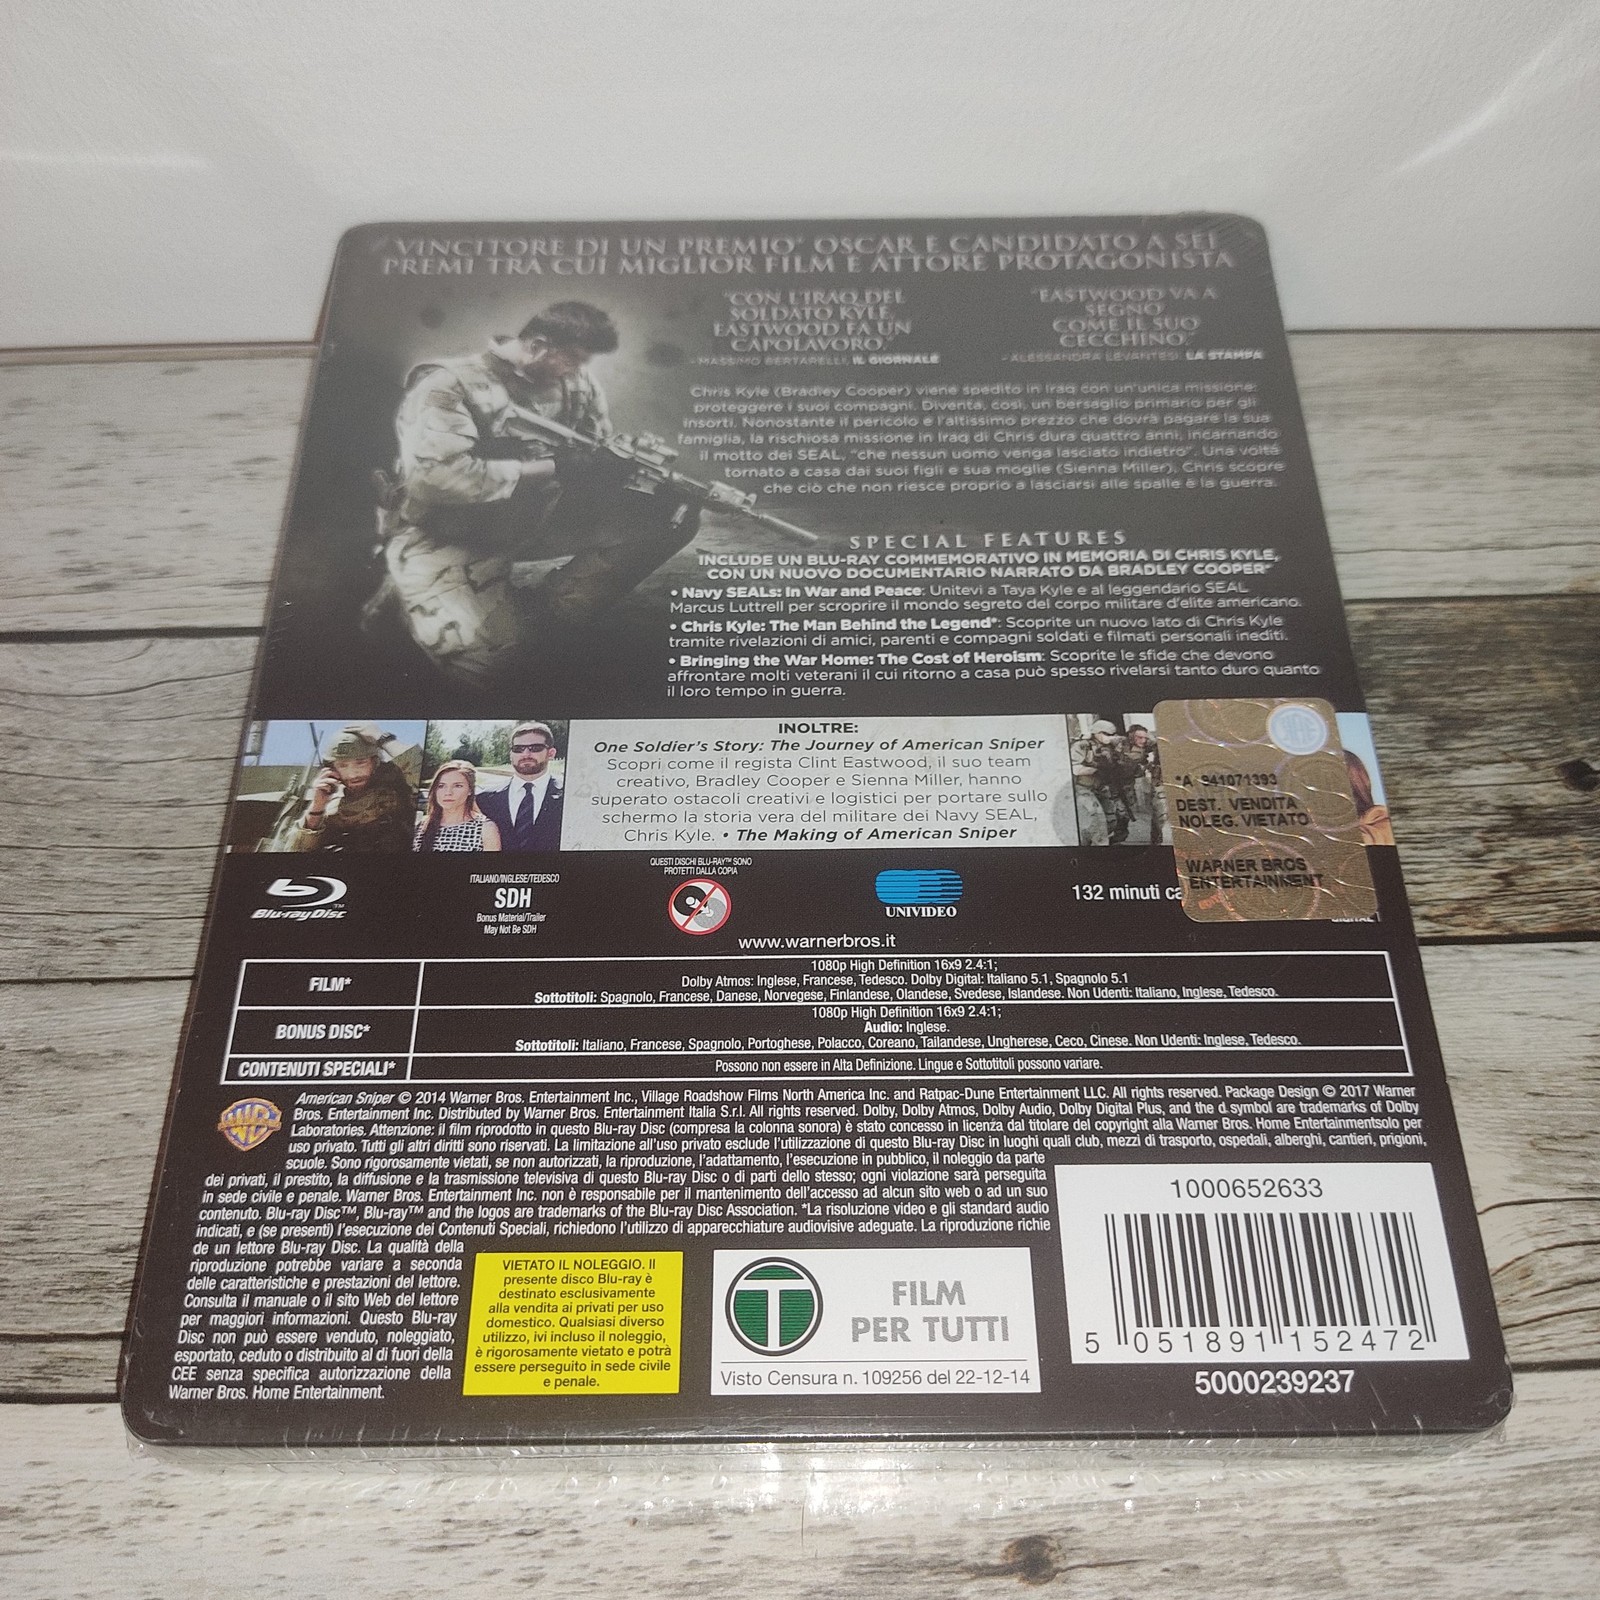 VINCITORE DI UN PREMIO® OSCAR E CANDIDATO A SEI
PREMI TRA CUI MIGLIOR FILM E ATTORE PROTAGONISTA
"CON L'IRAQ DEL
SOLDATO KYLE,
EASTWOOD FA UN
CAPOLAVORO."
- MASSIMO BERTARELLI, IL GIORNALE
"EASTWOOD VA A
SEGNO
COME IL SUO
CECCHINO."
- ALESSANDRA LEVANTESI, LA STAMPA
Chris Kyle (Bradley Cooper) viene spedito in Iraq con un'unica missione:
proteggere i suoi compagni. Diventa, così, un bersaglio primario per gli
insorti. Nonostante il pericolo e l'altissimo prezzo che dovrà pagare la sua
famiglia, la rischiosa missione in Iraq di Chris dura quattro anni, incarnando
il motto dei SEAL, "che nessun uomo venga lasciato indietro". Una volta
tornato a casa dai suoi figli e sua moglie (Sienna Miller), Chris scopre
che ciò che non riesce proprio a lasciarsi alle spalle è la guerra.
SPECIAL FEATURES
INCLUDE UN BLU-RAY COMMEMORATIVO IN MEMORIA DI CHRIS KYLE,
CON UN NUOVO DOCUMENTARIO NARRATO DA BRADLEY COOPER*
• Navy SEALs: In War and Peace: Unitevi a Taya Kyle e al leggendario SEAL
Marcus Luttrell per scroprire il mondo segreto del corpo militare d'elite americano.
• Chris Kyle: The Man Behind the Legend*: Scoprite un nuovo lato di Chris Kyle
tramite rivelazioni di amici, parenti e compagni soldati e filmati personali inediti.
• Bringing the War Home: The Cost of Heroism: Scoprite le sfide che devono
affrontare molti veterani il cui ritorno a casa può spesso rivelarsi tanto duro quanto
il loro tempo in guerra.
INOLTRE:
One Soldier's Story: The Journey of American Sniper
Scopri come il regista Clint Eastwood, il suo team
creativo, Bradley Cooper e Sienna Miller, hanno
superato ostacoli creativi e logistici per portare sullo
schermo la storia vera del militare dei Navy SEAL,
Chris Kyle. • The Making of American Sniper
*A 941071393
DEST. VENDITA
NOLEG. VIETATO
WARNER BROS
ENTERTAINMENT
Blu-ray Disc™
ITALIANO/INGLESE/TEDESCO
SDH
Bonus Material/Trailer
May Not Be SDH
QUESTI DISCHI BLU-RAY™ SONO
PROTETTI DALLA COPIA
UNIVIDEO
132 minuti ca
www.warnerbros.it
FILM*
1080p High Definition 16x9 2.4:1;
Dolby Atmos: Inglese, Francese, Tedesco. Dolby Digital: Italiano 5.1, Spagnolo 5.1
Sottotitoli: Spagnolo, Francese, Danese, Norvegese, Finlandese, Olandese, Svedese, Islandese. Non Udenti: Italiano, Inglese, Tedesco.
BONUS DISC*
1080p High Definition 16x9 2.4:1;
Audio: Inglese.
Sottotitoli: Italiano, Francese, Spagnolo, Portoghese, Polacco, Coreano, Tailandese, Ungherese, Ceco, Cinese. Non Udenti: Inglese, Tedesco.
CONTENUTI SPECIALI*
Possono non essere in Alta Definizione. Lingue e Sottotitoli possono variare.
American Sniper © 2014 Warner Bros. Entertainment Inc., Village Roadshow Films North America Inc. and Ratpac-Dune Entertainment LLC. All rights reserved. Package Design © 2017 Warner
Bros. Entertainment Inc. Distributed by Warner Bros. Entertainment Italia S.r.l. All rights reserved. Dolby, Dolby Atmos, Dolby Audio, Dolby Digital Plus, and the d symbol are trademarks of Dolby
Laboratories. Attenzione: il film riprodotto in questo Blu-ray Disc (compresa la colonna sonora) è stato concesso in licenza dal titolare del copyright alla Warner Bros. Home Entertainmentsolo per
uso privato. Tutti gli altri diritti sono riservati. La limitazione all'uso privato esclude l'utilizzazione di questo Blu-ray Disc in luoghi quali club, mezzi di trasporto, ospedali, alberghi, cantieri, prigioni,
scuole. Sono rigorosamente vietati, se non autorizzati, la riproduzione, l'adattamento, l'esecuzione in pubblico, il noleggio da parte
dei privati, il prestito, la diffusione e la trasmissione televisiva di questo Blu-ray Disc o di parti dello stesso; ogni violazione sarà perseguita
in sede civile e penale. Warner Bros. Entertainment Inc. non è responsabile per il mantenimento dell'accesso ad alcun sito web o ad un suo
contenuto. Blu-ray Disc™, Blu-ray™ and the logos are trademarks of the Blu-ray Disc Association. *La risoluzione video e gli standard audio
indicati, e (se presenti) l'esecuzione dei Contenuti Speciali, richiedono l'utilizzo di apparecchiature audiovisive adeguate. La riproduzione richie
de un lettore Blu-ray Disc. La qualità della
riproduzione potrebbe variare a seconda
delle caratteristiche e prestazioni del lettore.
Consulta il manuale o il sito Web del lettore
per maggiori informazioni. Questo Blu-ray
Disc non può essere venduto, noleggiato,
esportato, ceduto o distribuito al di fuori della
CEE senza specifica autorizzazione della
Warner Bros. Home Entertainment.
VIETATO IL NOLEGGIO. Il
presente disco Blu-ray è
destinato esclusivamente
alla vendita ai privati per uso
domestico. Qualsiasi diverso
utilizzo, ivi incluso il noleggio,
è rigorosamente vietato e potrà
essere perseguito in sede civile
e penale.
T
FILM
PER TUTTI
Visto Censura n. 109256 del 22-12-14
1000652633
5 051891 152472
5000239237